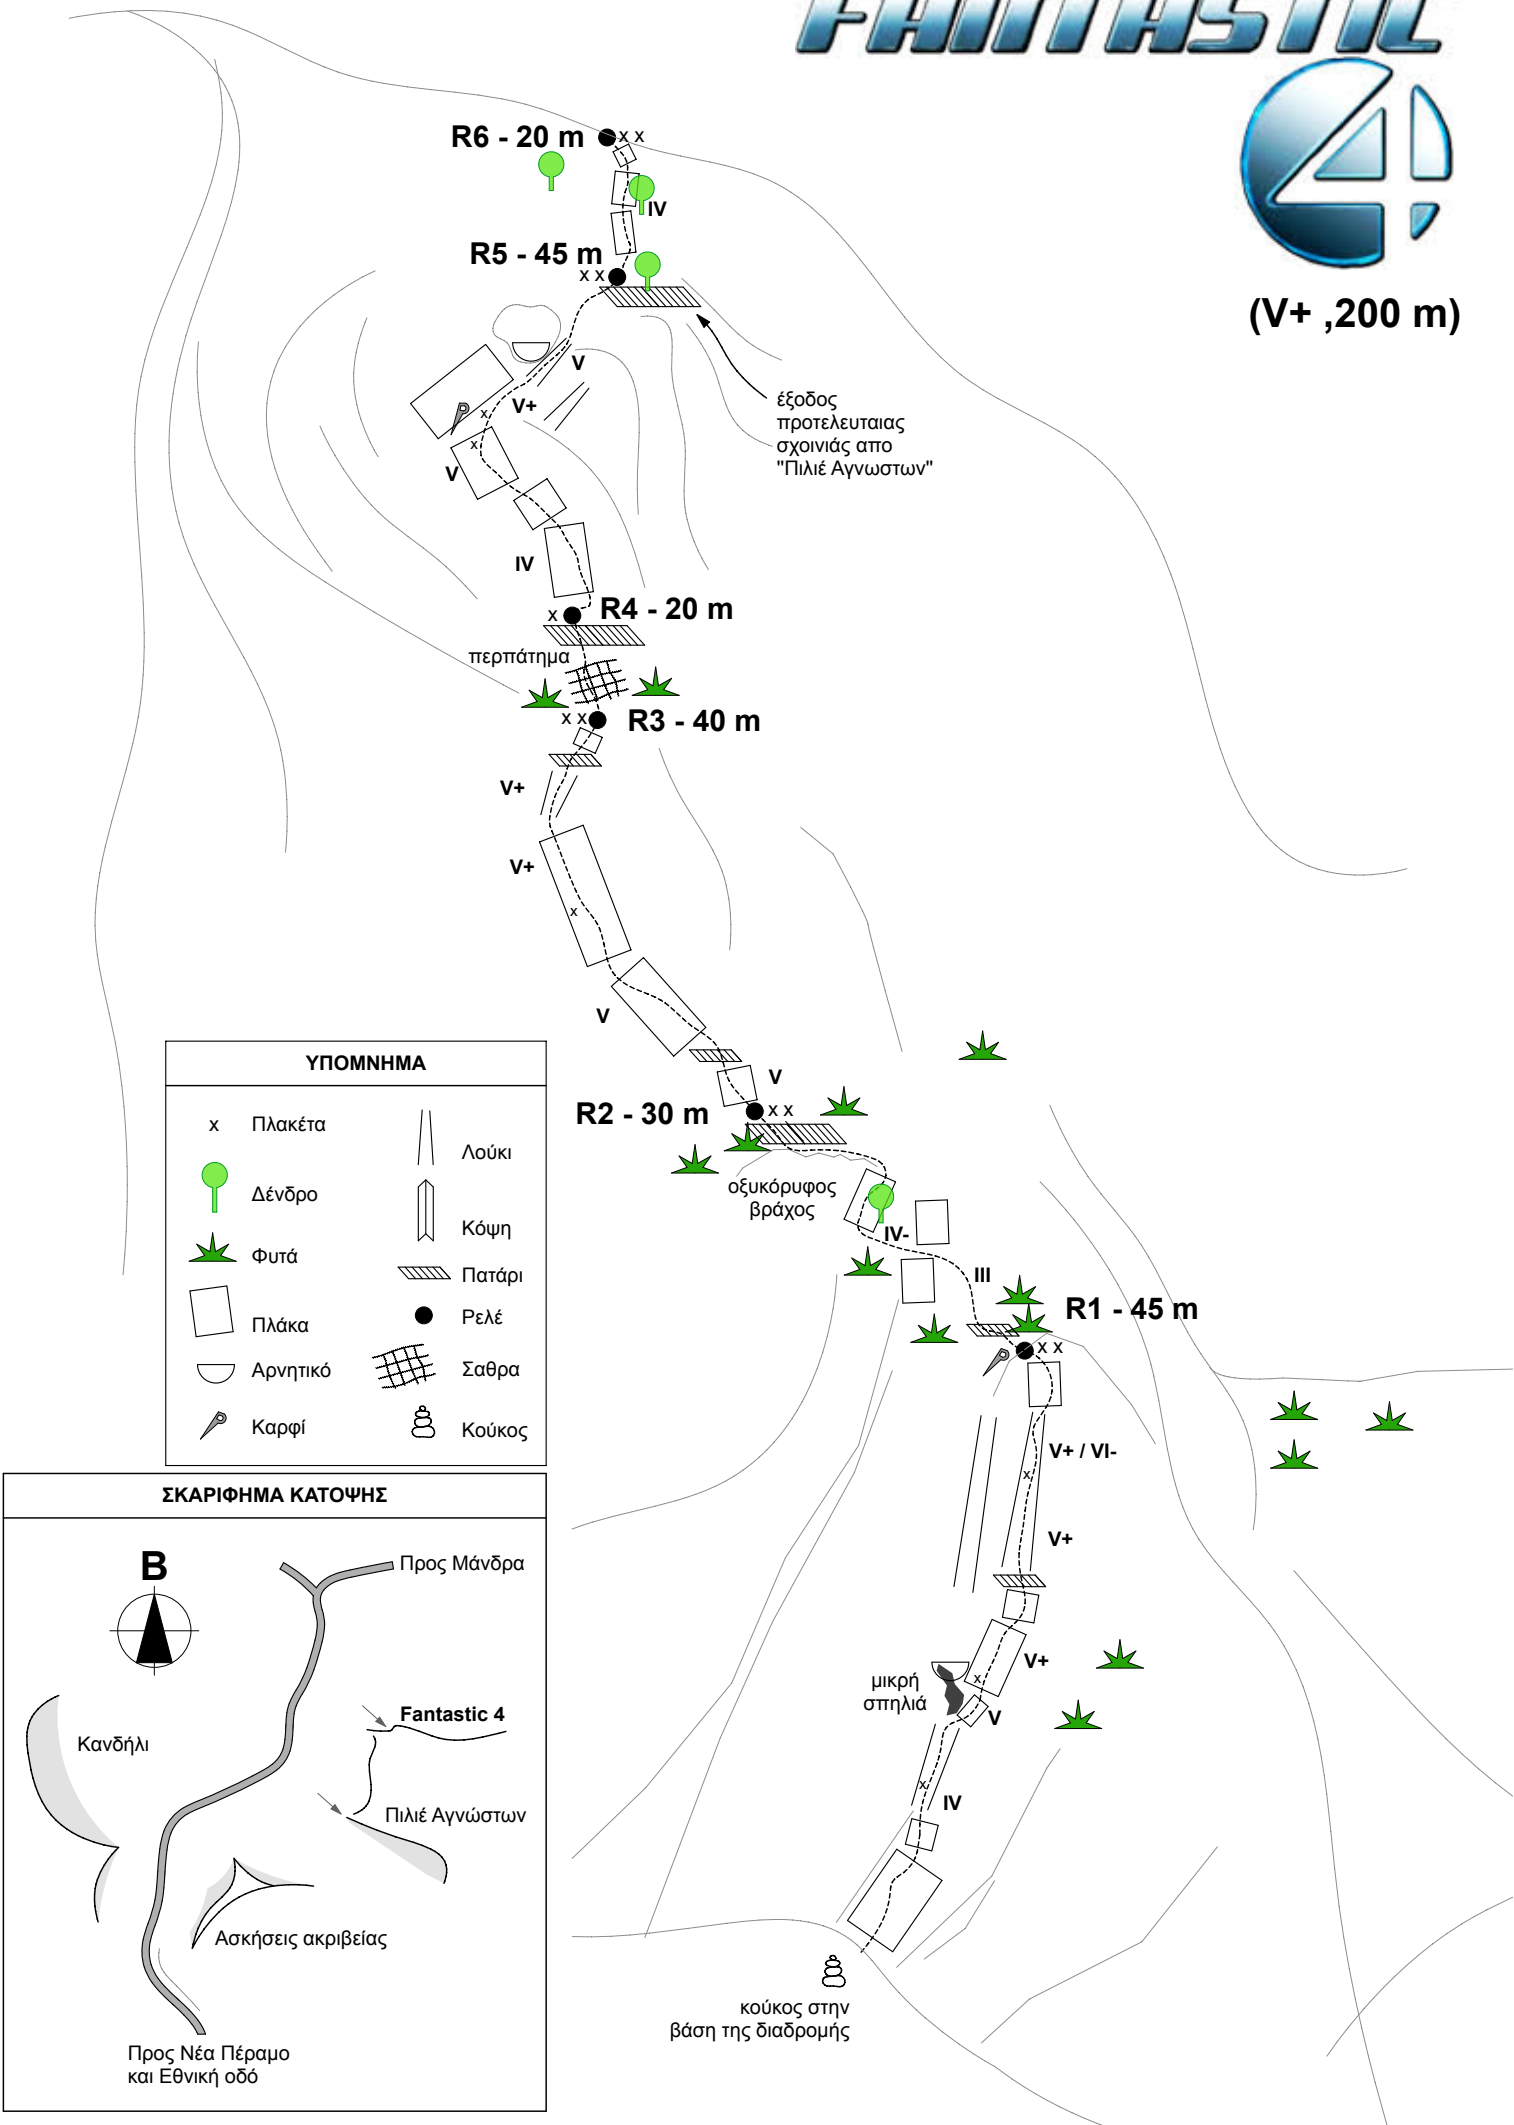 FANTASTIC
4
(V+ ,200 m)
R6 - 20 m
x x
IV
R5 - 45 m
x x
V
V+
x
x
V
έξοδος
προτελευταιας
σχοινιάς απο
"Πιλιέ Αγνωστων"
IV
x
R4 - 20 m
περπάτημα
x x
R3 - 40 m
V+
V+
x
V
V
R2 - 30 m
x x
οξυκόρυφος
βράχος
IV-
III
R1 - 45 m
x x
V+ / VI-
x
V+
V+
x
μικρή
σπηλιά
V
x
IV
κούκος στην
βάση της διαδρομής
ΥΠΟΜΝΗΜΑ
x Πλακέτα
Δένδρο
Φυτά
Πλάκα
Αρνητικό
Καρφί
Λούκι
Κόψη
Πατάρι
Ρελέ
Σαθρα
Κούκος
ΣΚΑΡΙΦΗΜΑ ΚΑΤΟΨΗΣ
Β
Προς Μάνδρα
Fantastic 4
Κανδήλι
Πιλιέ Αγνώστων
Ασκήσεις ακριβείας
Προς Νέα Πέραμο
και Εθνική οδό